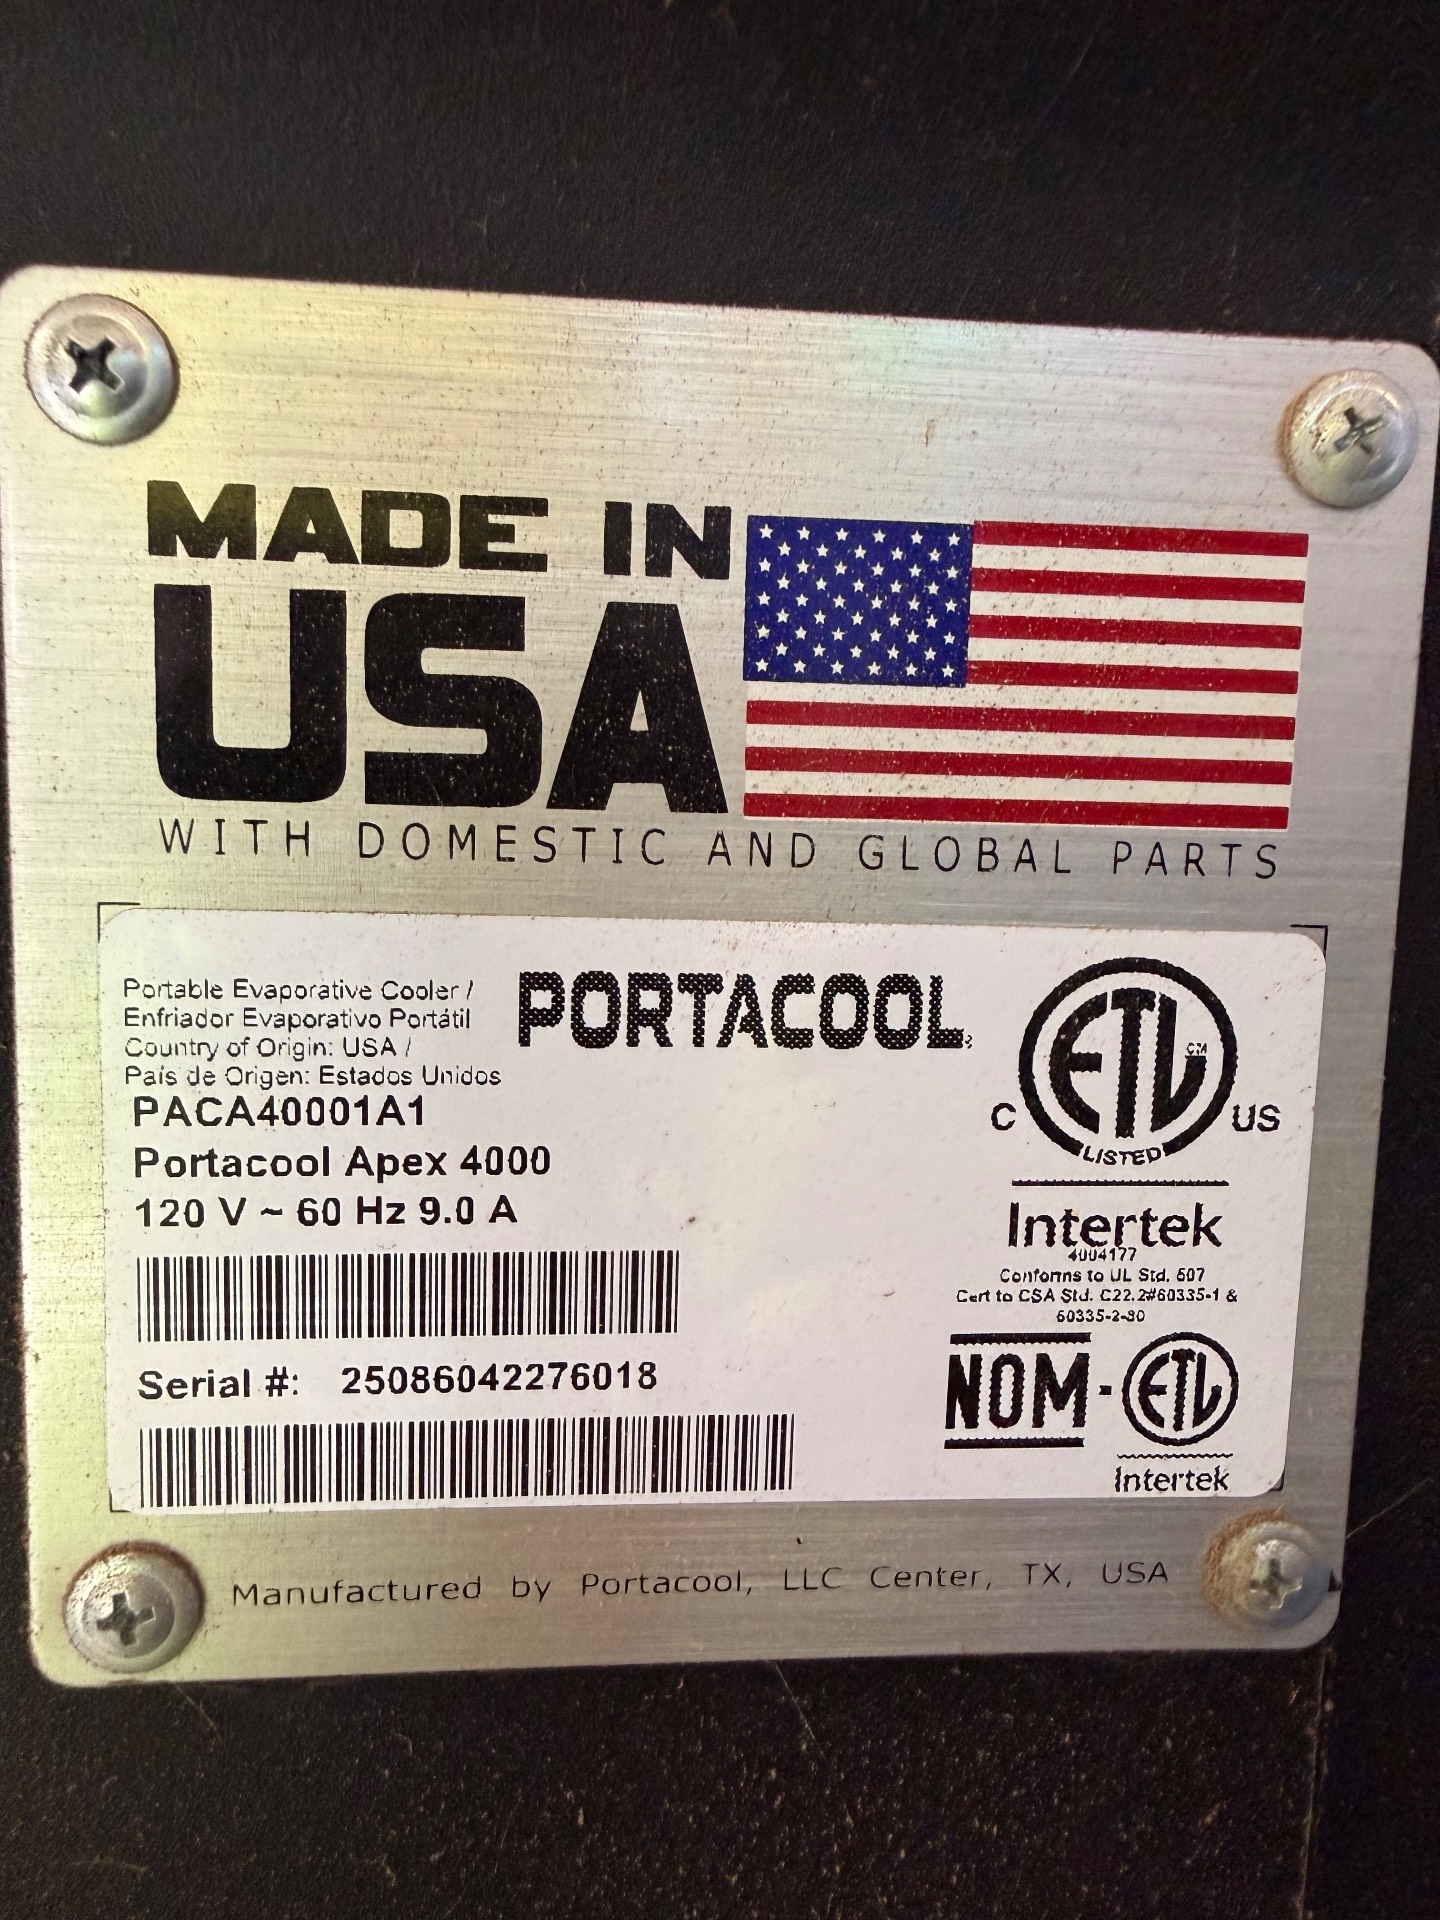 MADE IN
USA
WITH DOMESTIC AND GLOBAL PARTS
Portable Evaporative Cooler /
Enfriador Evaporativo Portátil
Country of Origin: USA /
País de Origen: Estados Unidos
PORTACOOL
PACA40001A1
Portacool Apex 4000
120 V ~ 60 Hz 9.0 A
Serial #: 25086042276018
ETL CM
C US
LISTED
Intertek
4004177
Conforms to UL Std. 507
Cert to CSA Std. C22.2#60335-1 &
60335-2-80
NOM - ETL
Intertek
Manufactured by Portacool, LLC Center, TX, USA